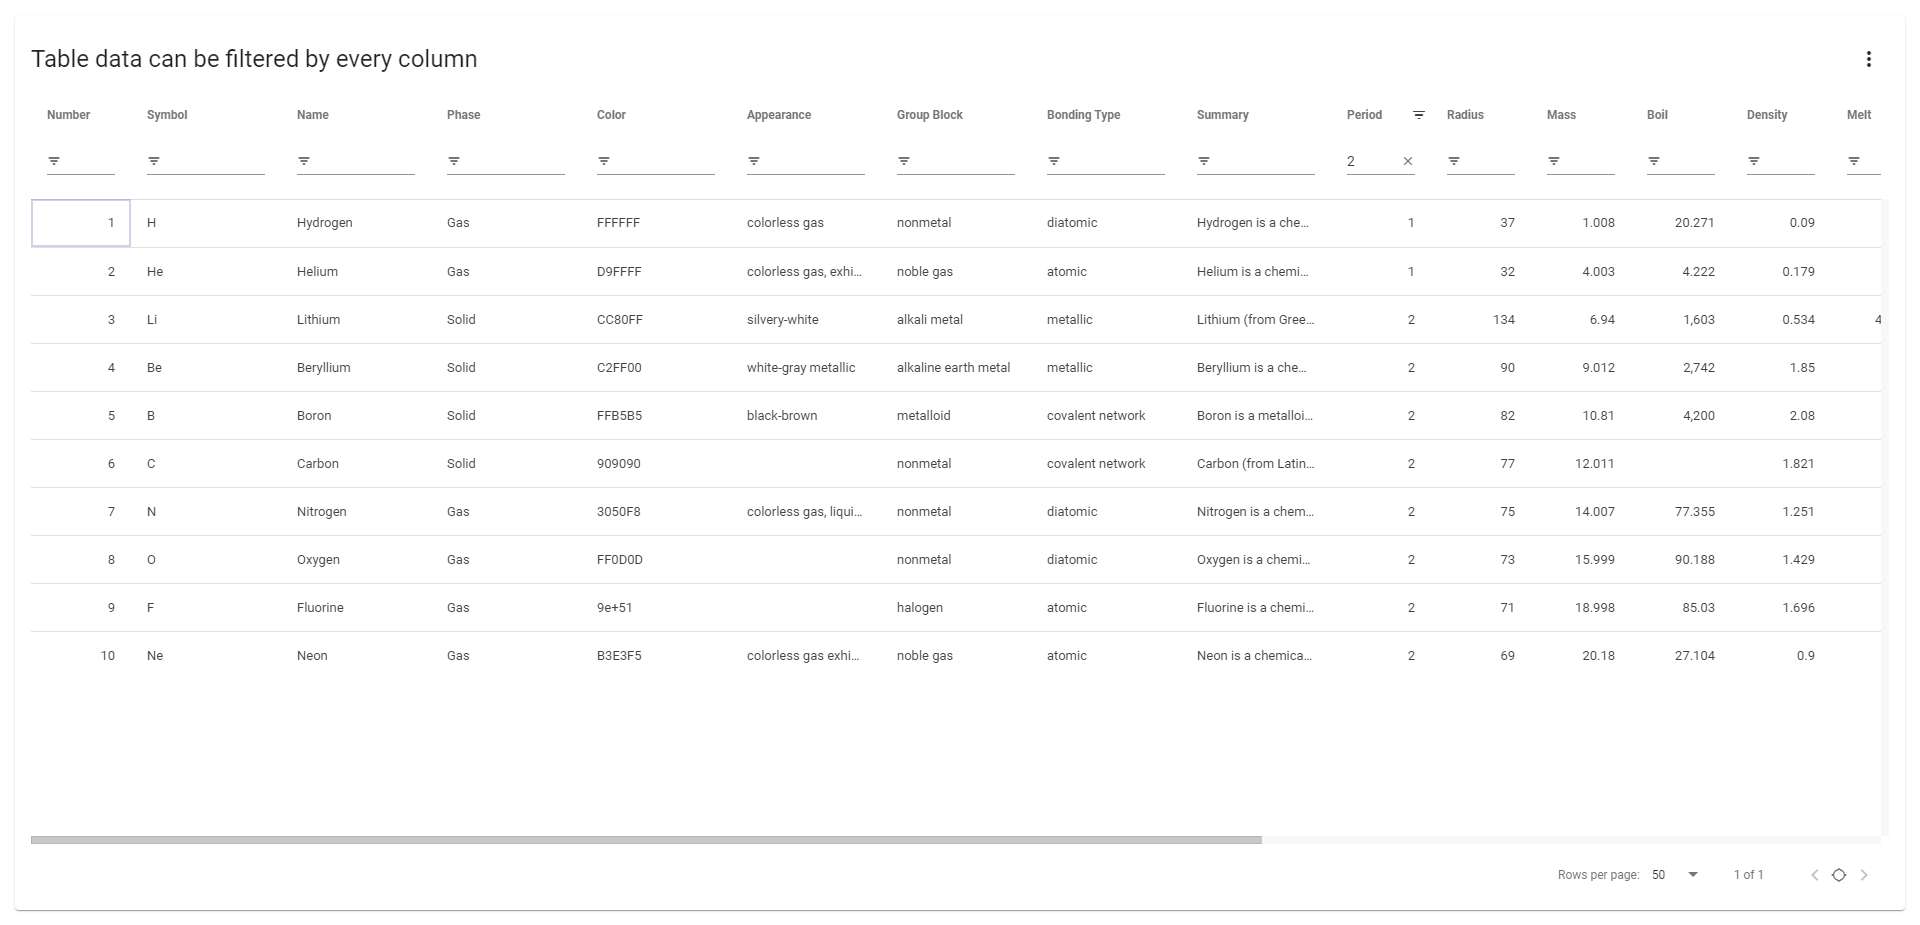 Table data can be filtered by every column
Number Symbol Name Phase Color Appearance Group Block Bonding Type Summary Period Radius Mass Boil Density Melt
2
1 H Hydrogen Gas FFFFFF colorless gas nonmetal diatomic Hydrogen is a che... 1 37 1.008 20.271 0.09
2 He Helium Gas D9FFFF colorless gas, exhi... noble gas atomic Helium is a chemi... 1 32 4.003 4.222 0.179
3 Li Lithium Solid CC80FF silvery-white alkali metal metallic Lithium (from Gree... 2 134 6.94 1,603 0.534 4
4 Be Beryllium Solid C2FF00 white-gray metallic alkaline earth metal metallic Beryllium is a che... 2 90 9.012 2,742 1.85
5 B Boron Solid FFB5B5 black-brown metalloid covalent network Boron is a metalloi... 2 82 10.81 4,200 2.08
6 C Carbon Solid 909090 nonmetal covalent network Carbon (from Latin... 2 77 12.011 1.821
7 N Nitrogen Gas 3050F8 colorless gas, liqui... nonmetal diatomic Nitrogen is a chem... 2 75 14.007 77.355 1.251
8 O Oxygen Gas FF0D0D nonmetal diatomic Oxygen is a chemi... 2 73 15.999 90.188 1.429
9 F Fluorine Gas 9e+51 halogen atomic Fluorine is a chemi... 2 71 18.998 85.03 1.696
10 Ne Neon Gas B3E3F5 colorless gas exhi... noble gas atomic Neon is a chemica... 2 69 20.18 27.104 0.9
Rows per page: 50 1 of 1